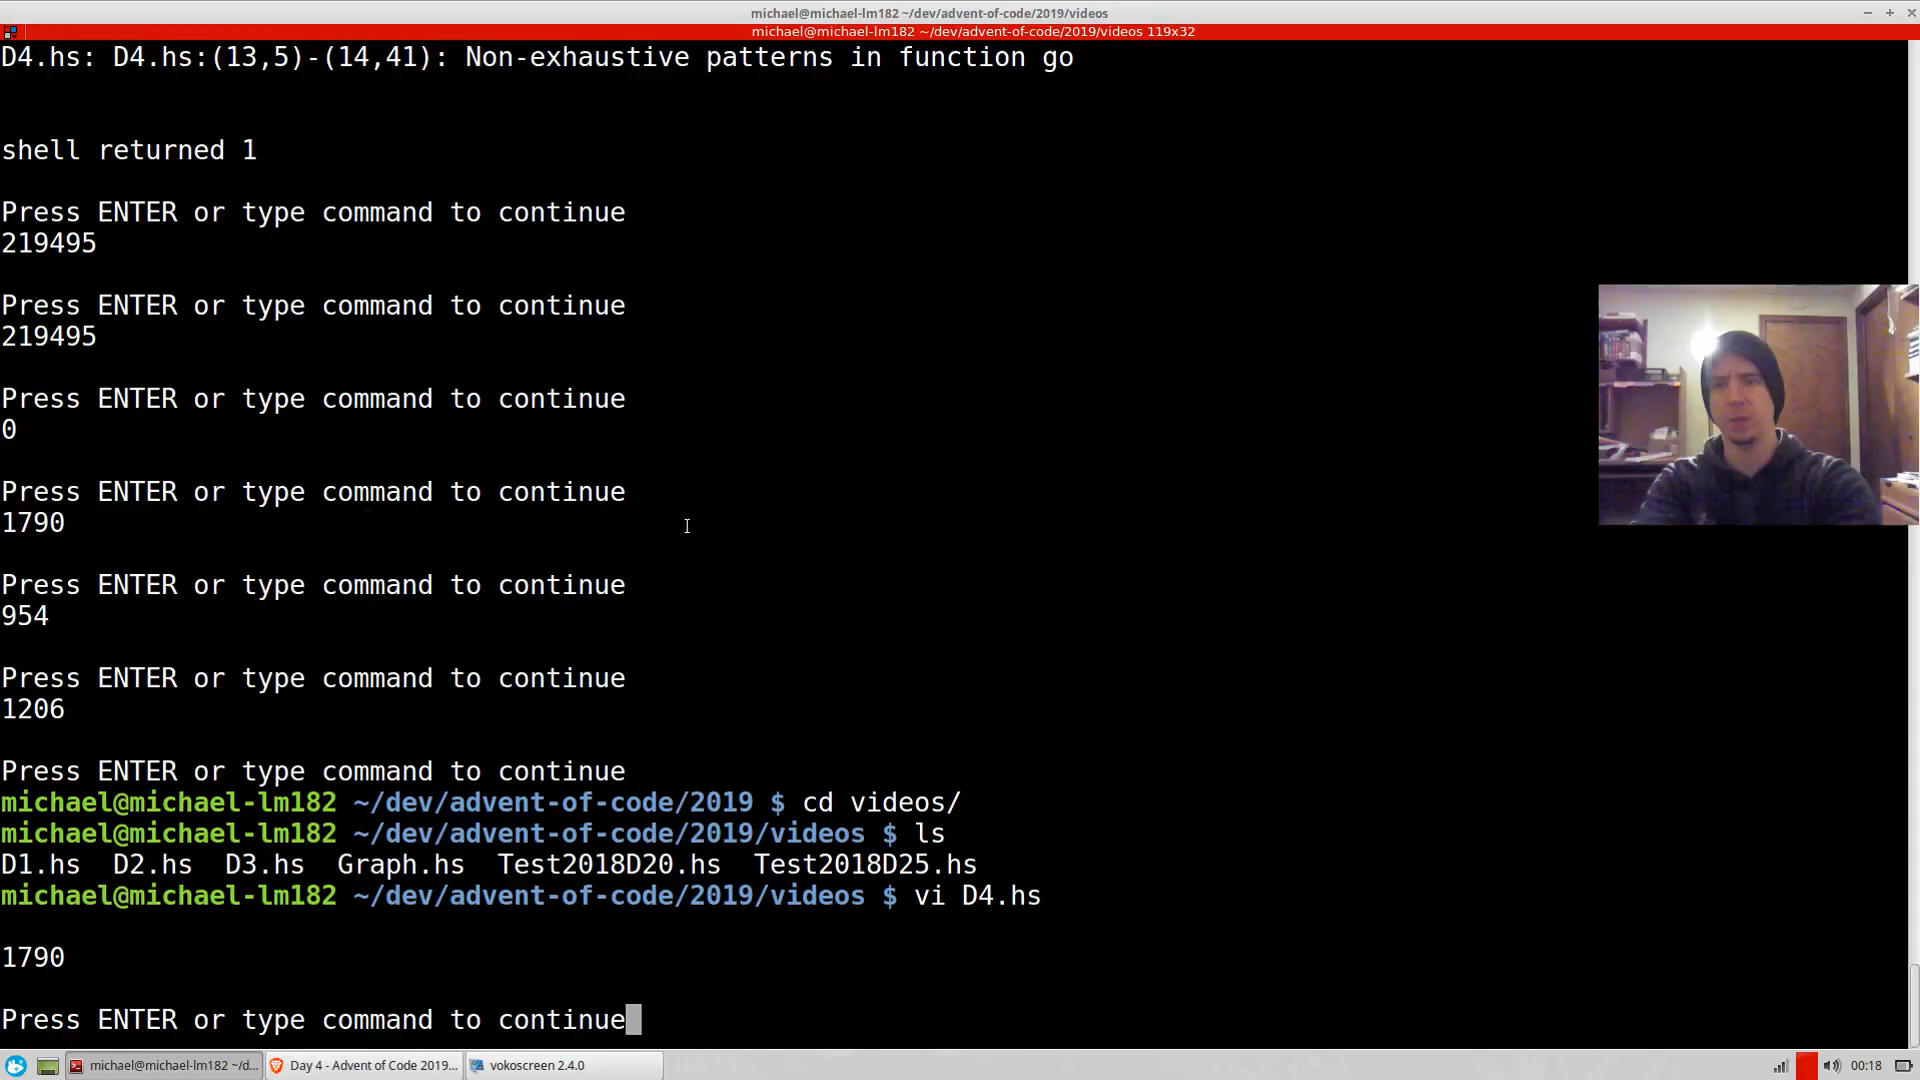 michael@michael-lm182 ~/dev/advent-of-code/2019/videos
michael@michael-lm182 ~/dev/advent-of-code/2019/videos 119x32
D4.hs: D4.hs:(13,5)-(14,41): Non-exhaustive patterns in function go
shell returned 1
Press ENTER or type command to continue
219495
Press ENTER or type command to continue
219495
Press ENTER or type command to continue
0
Press ENTER or type command to continue
1790
Press ENTER or type command to continue
954
Press ENTER or type command to continue
1206
Press ENTER or type command to continue
michael@michael-lm182 ~/dev/advent-of-code/2019 $ cd videos/
michael@michael-lm182 ~/dev/advent-of-code/2019/videos $ ls
D1.hs  D2.hs  D3.hs  Graph.hs  Test2018D20.hs  Test2018D25.hs
michael@michael-lm182 ~/dev/advent-of-code/2019/videos $ vi D4.hs
1790
Press ENTER or type command to continue
michael@michael-lm182 ~/d... Day 4 - Advent of Code 2019... vokoscreen 2.4.0 00:18